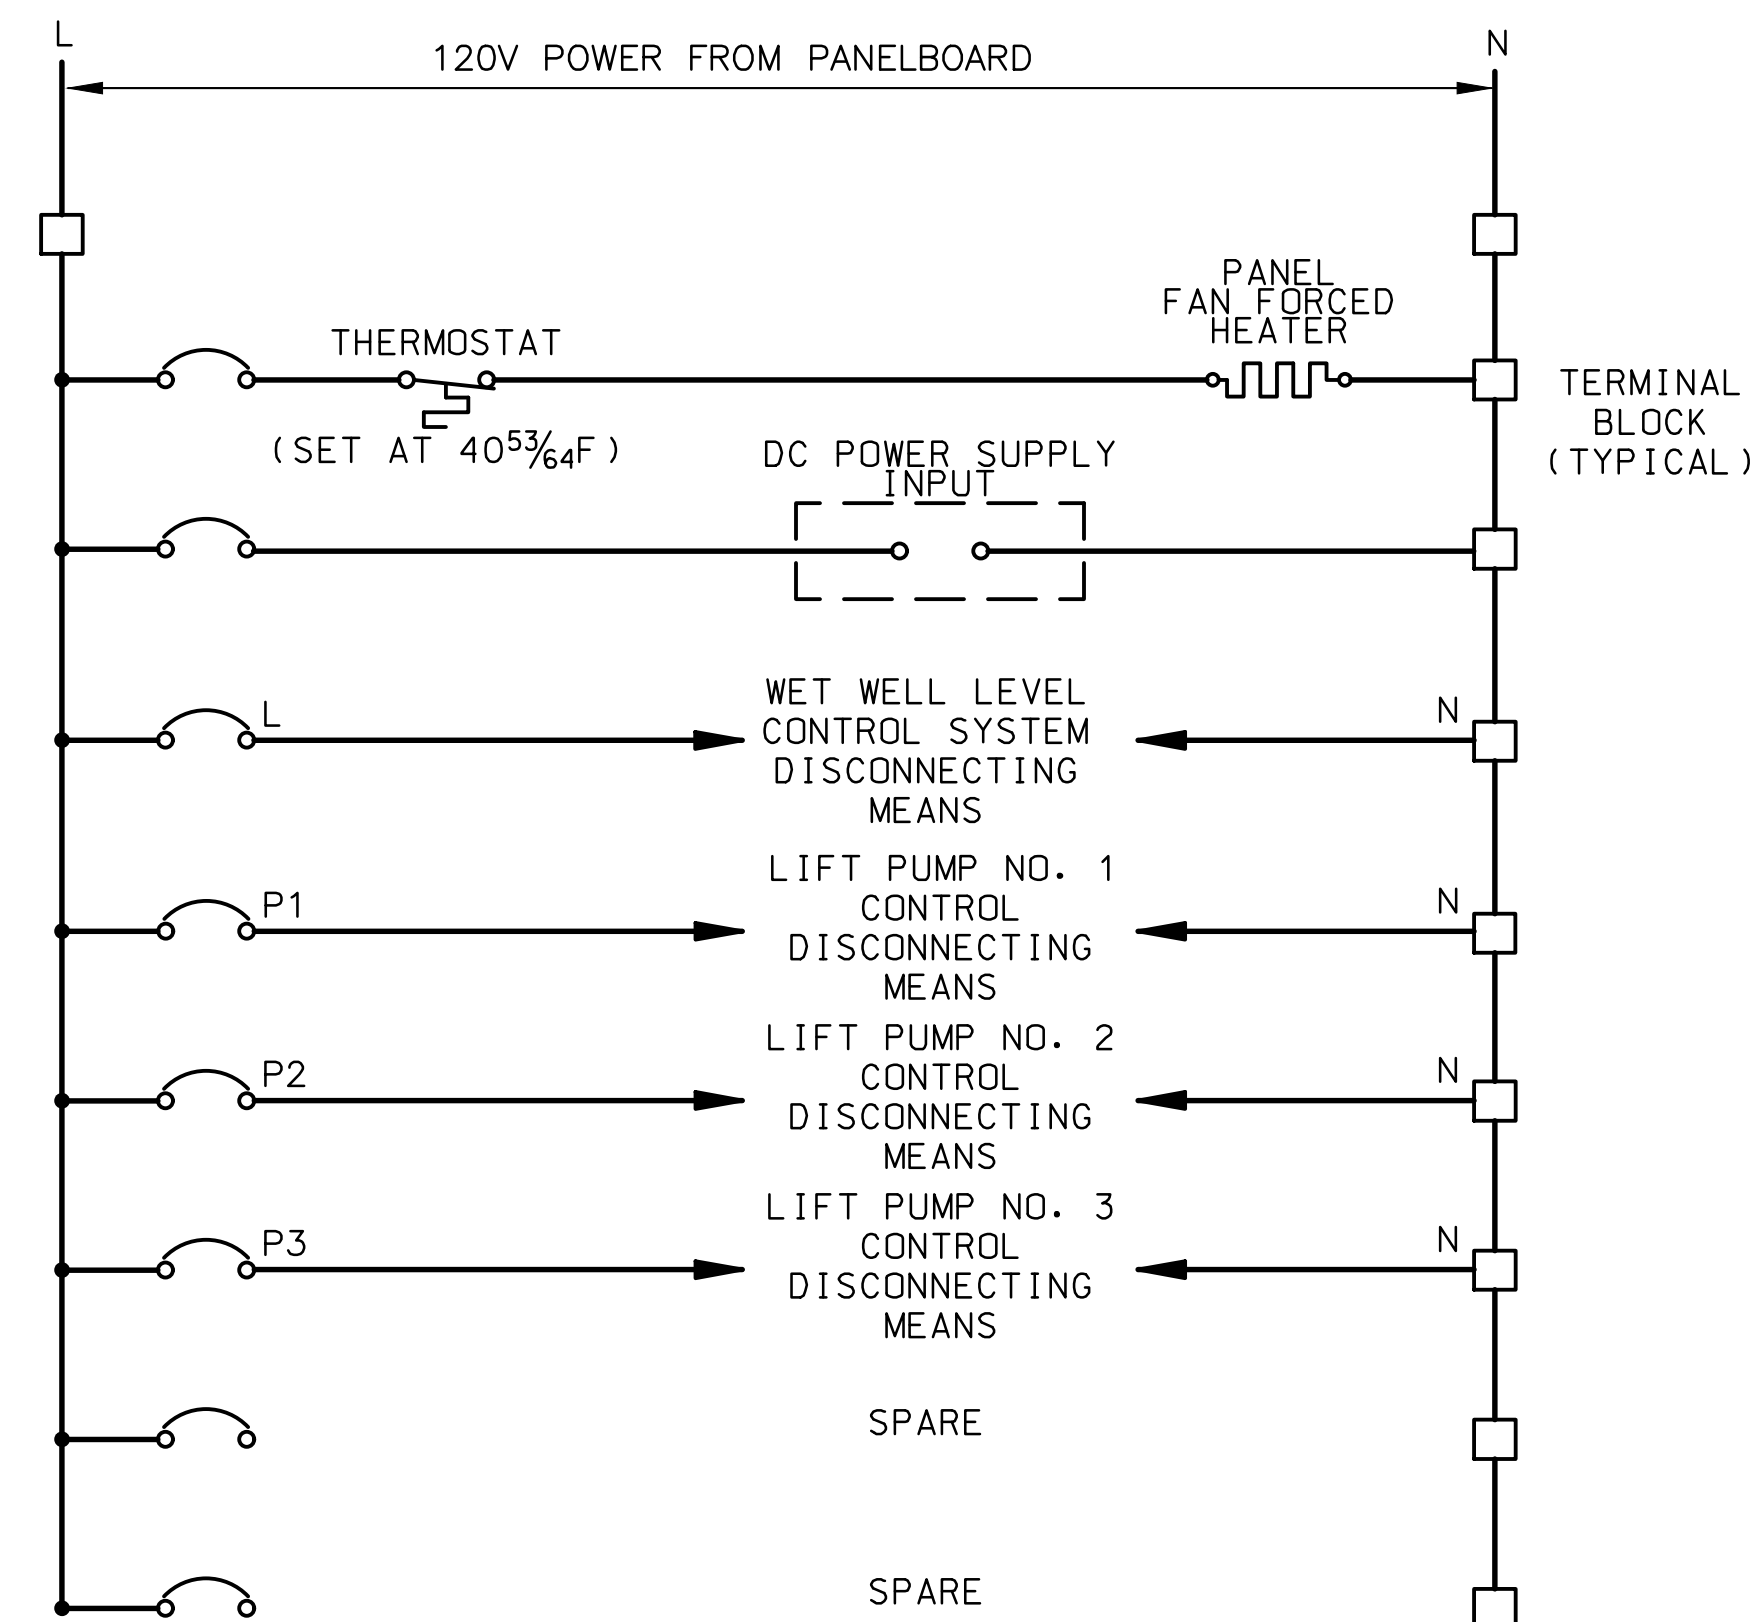 L
120V POWER FROM PANELBOARD
N
PANEL
FAN FORCED
HEATER
THERMOSTAT
(SET AT 40⁵³⁄₆₄F)
TERMINAL
BLOCK
(TYPICAL)
DC POWER SUPPLY
INPUT
L
WET WELL LEVEL
CONTROL SYSTEM
DISCONNECTING
MEANS
N
P1
LIFT PUMP NO. 1
CONTROL
DISCONNECTING
MEANS
N
P2
LIFT PUMP NO. 2
CONTROL
DISCONNECTING
MEANS
N
P3
LIFT PUMP NO. 3
CONTROL
DISCONNECTING
MEANS
N
SPARE
SPARE